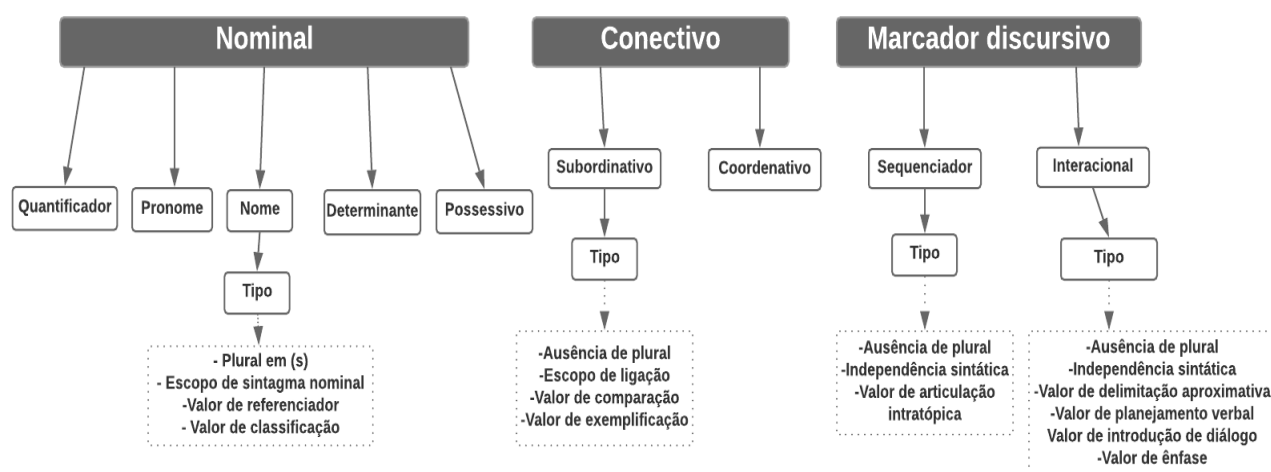 Nominal
Conectivo
Marcador discursivo
Quantificador
Pronome
Nome
Determinante
Possessivo
Subordinativo
Coordenativo
Sequenciador
Interacional
Tipo
Tipo
Tipo
Tipo
- Plural em (s)
- Escopo de sintagma nominal
-Valor de referenciador
- Valor de classificação
-Ausência de plural
-Escopo de ligação
-Valor de comparação
-Valor de exemplificação
-Ausência de plural
-Independência sintática
-Valor de articulação
intratópica
-Ausência de plural
-Independência sintática
-Valor de delimitação aproximativa
-Valor de planejamento verbal
Valor de introdução de diálogo
-Valor de ênfase